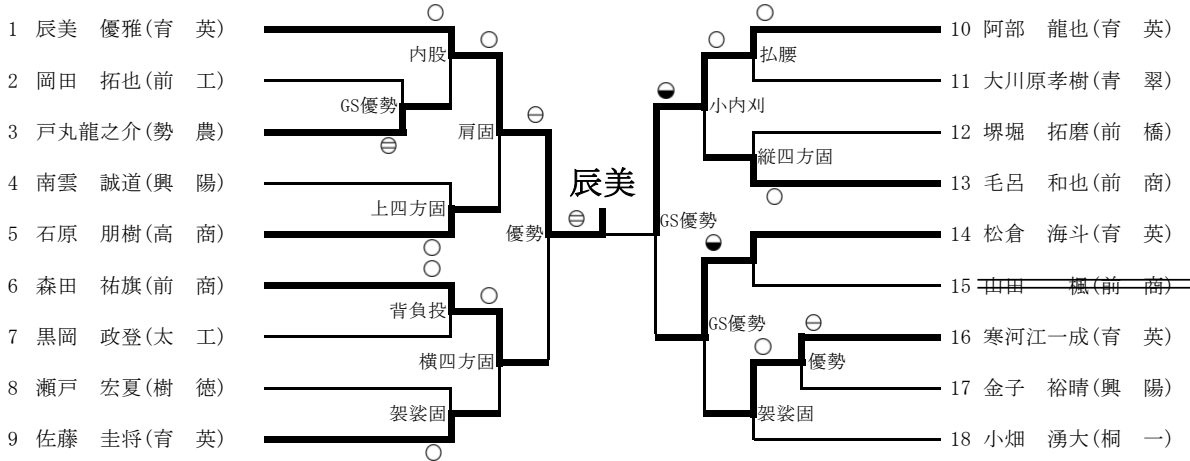 1 辰美 優雅(育 英)
2 岡田 拓也(前 工)
3 戸丸龍之介(勢 農)
4 南雲 誠道(興 陽)
5 石原 朋樹(高 商)
6 森田 祐旗(前 商)
7 黒岡 政登(太 工)
8 瀬戸 宏夏(樹 徳)
9 佐藤 圭将(育 英)
内股
GS優勢
肩固
上四方固
優勢
背負投
横四方固
袈裟固
辰美
払腰
小内刈
縦四方固
GS優勢
GS優勢
優勢
袈裟固
10 阿部 龍也(育 英)
11 大川原孝樹(青 翠)
12 堺堀 拓磨(前 橋)
13 毛呂 和也(前 商)
14 松倉 海斗(育 英)
15 山田 楓(前 商)
16 寒河江一成(育 英)
17 金子 裕晴(興 陽)
18 小畑 湧大(桐 一)